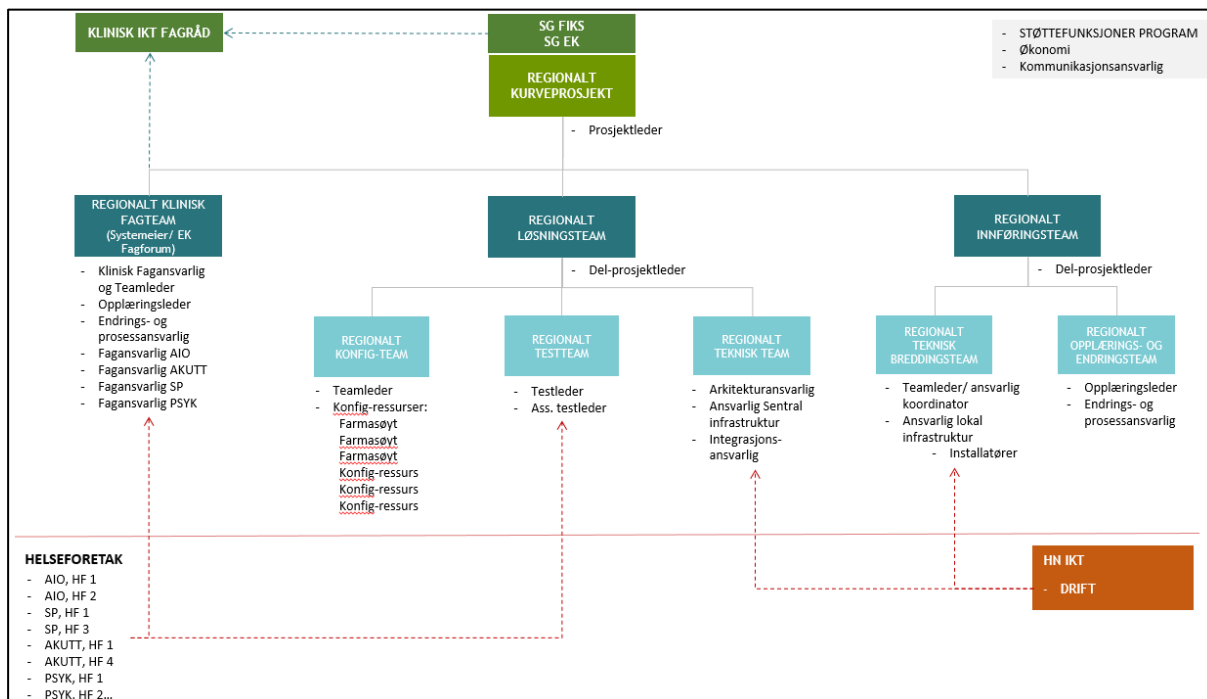 KLINISK IKT FAGRÅD
SG FIKS
SG EK
REGIONALT
KURVEPROSJEKT
- Prosjektleder
- STØTTEFUNKSJONER PROGRAM
- Økonomi
- Kommunikasjonsansvarlig
REGIONALT KLINISK
FAGTEAM
(Systemeier/ EK
Fagforum)
- Klinisk Fagansvarlig
og Teamleder
- Opplæringsleder
- Endrings- og
prosessansvarlig
- Fagansvarlig AIO
- Fagansvarlig AKUTT
- Fagansvarlig SP
- Fagansvarlig PSYK
REGIONALT
LØSNINGSTEAM
- Del-prosjektleder
REGIONALT
INNFØRINGSTEAM
- Del-prosjektleder
REGIONALT
KONFIG-TEAM
- Teamleder
- Konfig-ressurser:
Farmasøyt
Farmasøyt
Farmasøyt
Konfig-ressurs
Konfig-ressurs
Konfig-ressurs
REGIONALT
TESTTEAM
- Testleder
- Ass. testleder
REGIONALT
TEKNISK TEAM
- Arkitekturansvarlig
- Ansvarlig Sentral
infrastruktur
- Integrasjons-
ansvarlig
REGIONALT
TEKNISK
BREDDINGSTEAM
- Teamleder/ ansvarlig
koordinator
- Ansvarlig lokal
infrastruktur
- Installatører
REGIONALT
OPPLÆRINGS- OG
ENDRINGSTEAM
- Opplæringsleder
- Endrings- og
prosessansvarlig
HELSEFORETAK
- AIO, HF 1
- AIO, HF 2
- SP, HF 1
- SP, HF 3
- AKUTT, HF 1
- AKUTT, HF 4
- PSYK, HF 1
- PSYK, HF 2...
HN IKT
- DRIFT